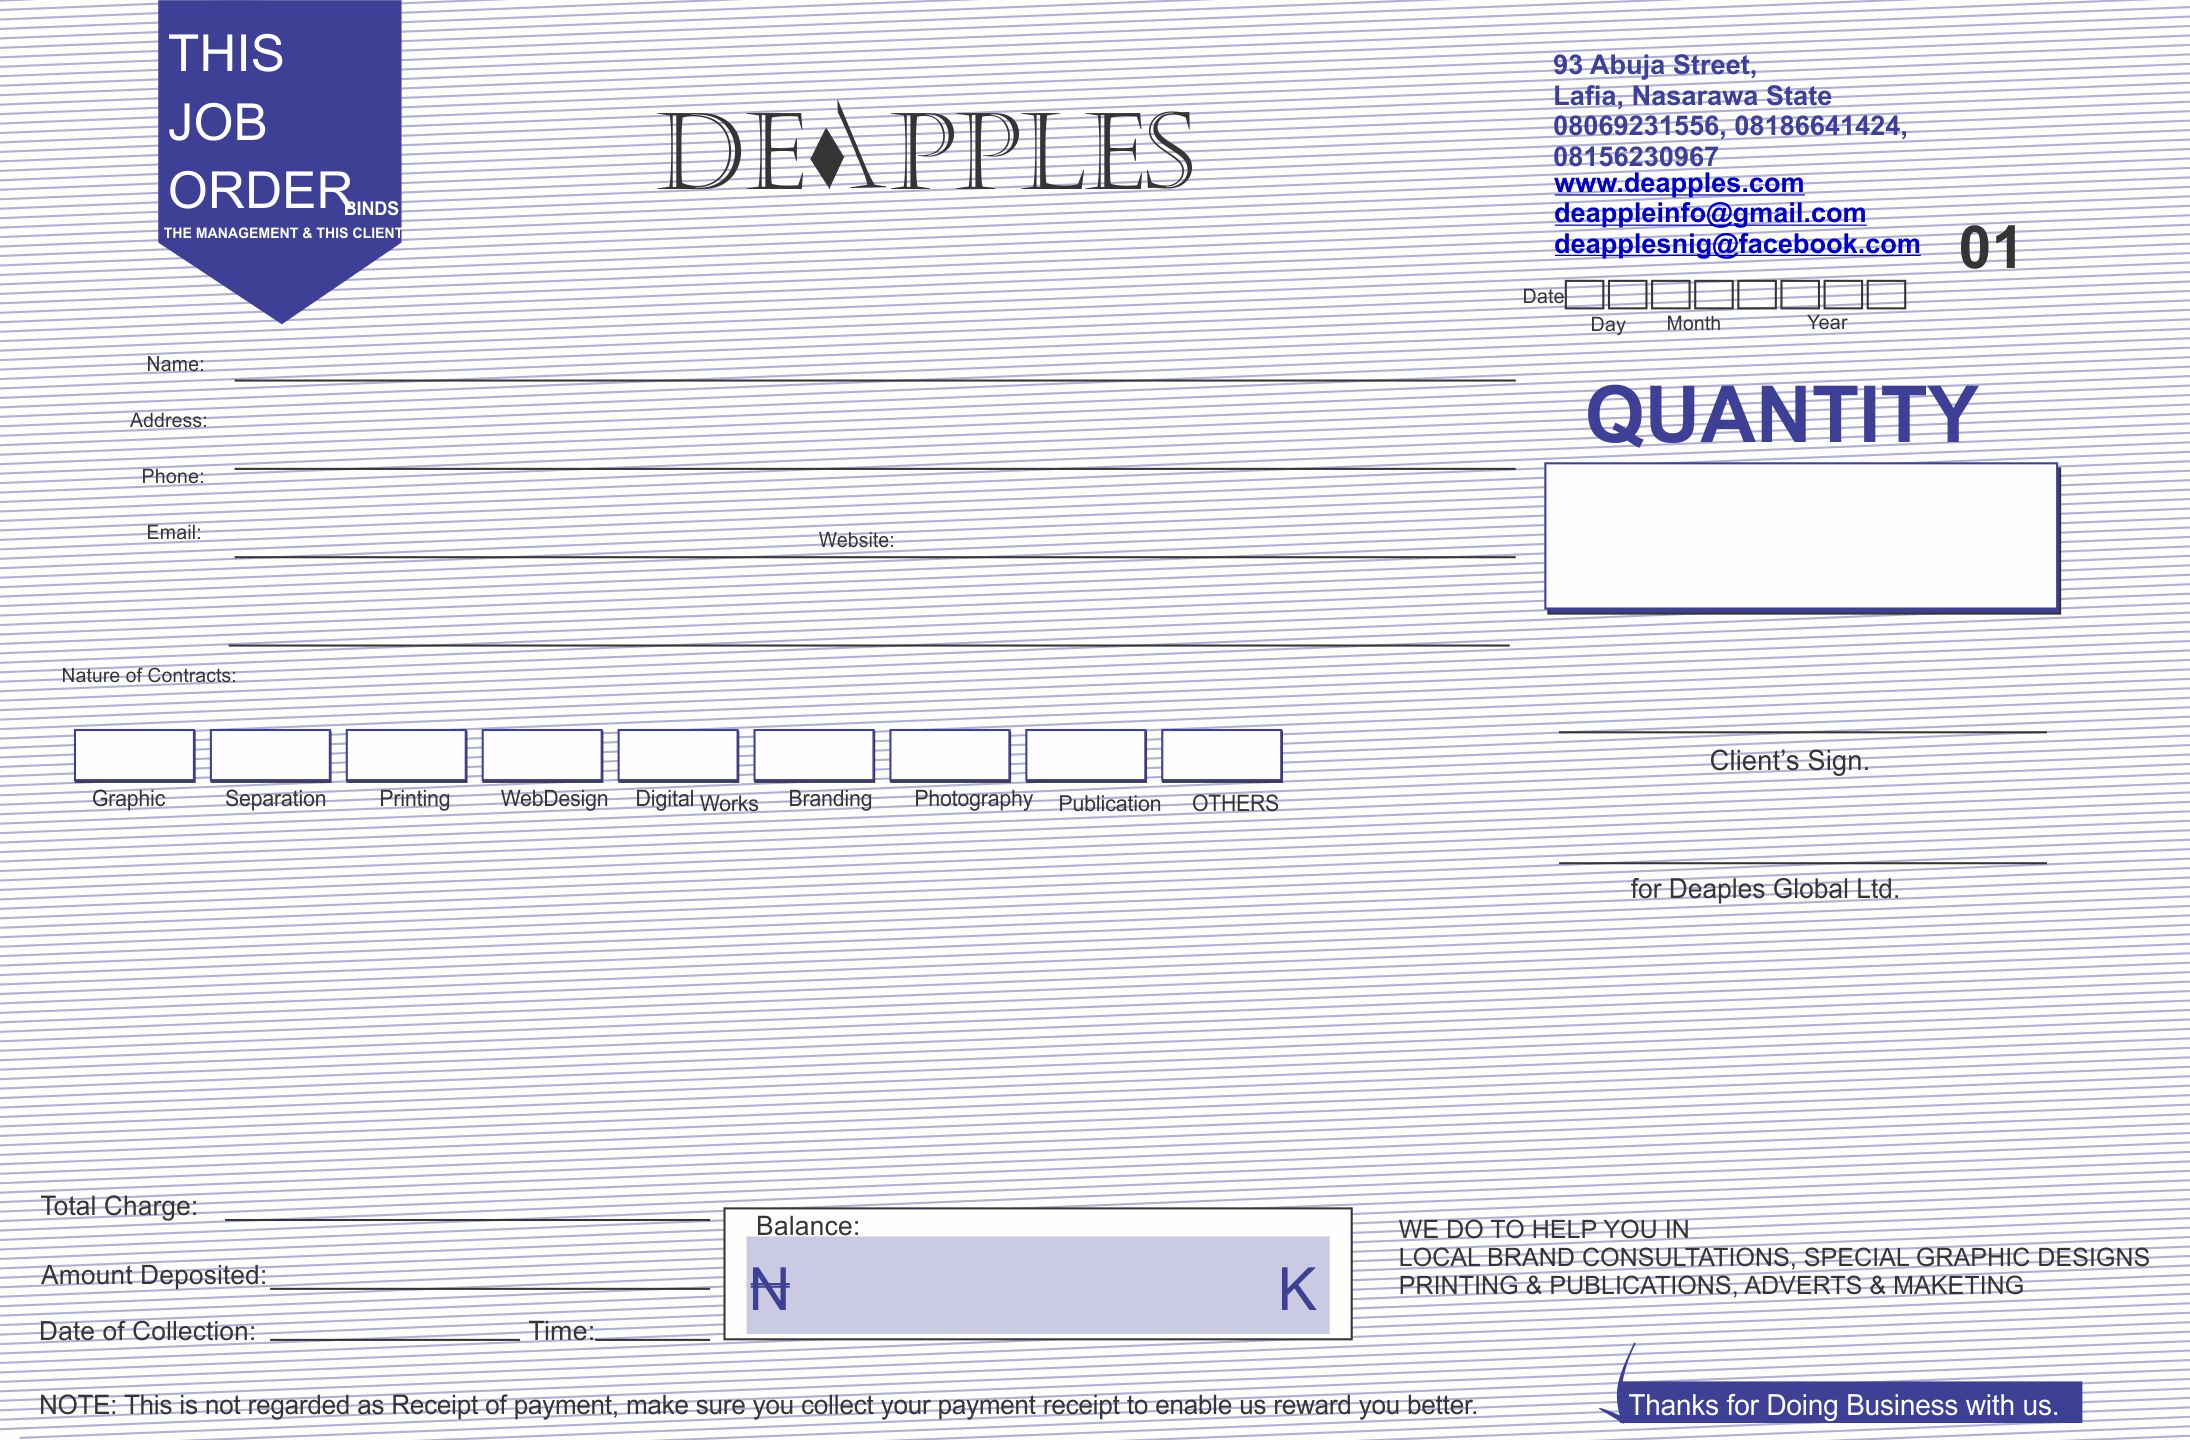 THIS
JOB
ORDER BINDS
THE MANAGEMENT & THIS CLIENT
DEAPPLES
93 Abuja Street,
Lafia, Nasarawa State
08069231556, 08186641424,
08156230967
www.deapples.com
deappleinfo@gmail.com
deapplesnig@facebook.com
01
Date
Day Month Year
Name:
Address:
Phone:
Email: Website:
QUANTITY
Nature of Contracts:
Graphic Separation Printing WebDesign Digital Works Branding Photography Publication OTHERS
Client’s Sign.
for Deaples Global Ltd.
Total Charge:
Amount Deposited:
Date of Collection: Time:
Balance:
₦ K
WE DO TO HELP YOU IN
LOCAL BRAND CONSULTATIONS, SPECIAL GRAPHIC DESIGNS
PRINTING & PUBLICATIONS, ADVERTS & MAKETING
NOTE: This is not regarded as Receipt of payment, make sure you collect your payment receipt to enable us reward you better.
Thanks for Doing Business with us.